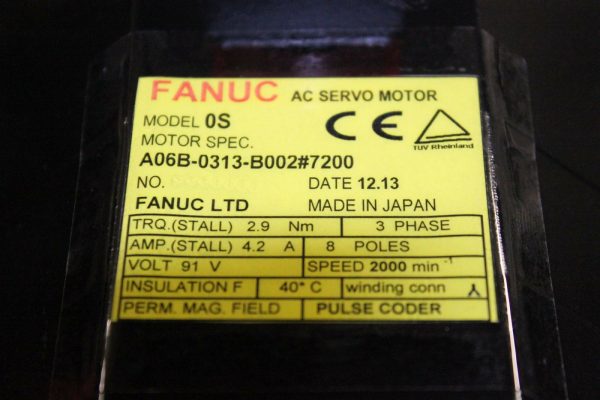 FANUC AC SERVO MOTOR
MODEL 0S
MOTOR SPEC.
CE
TUV Rheinland
A06B-0313-B002#7200
NO. DATE 12.13
FANUC LTD MADE IN JAPAN
TRQ.(STALL) 2.9 Nm 3 PHASE
AMP.(STALL) 4.2 A 8 POLES
VOLT 91 V SPEED 2000 min -1
INSULATION F 40° C winding conn
PERM. MAG. FIELD PULSE CODER